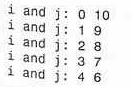 i and j: 0 10
i and j: 1 9
i and j: 2 8
i and j: 3 7
i and j: 4 6